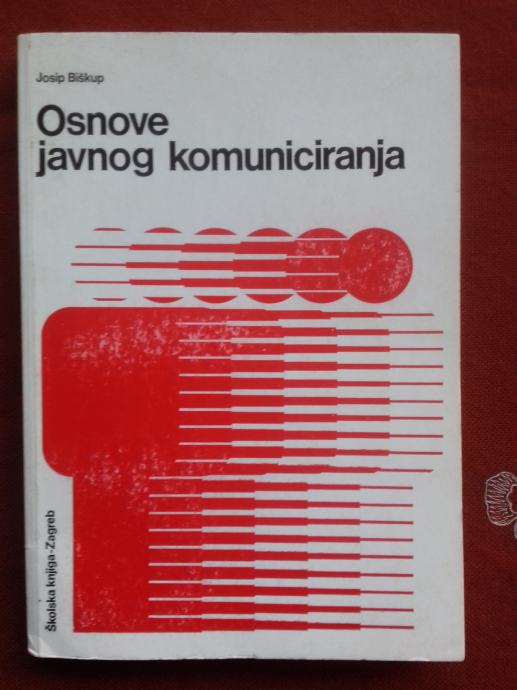 Josip Biškup
Osnove
javnog komuniciranja
Školska knjiga-Zagreb